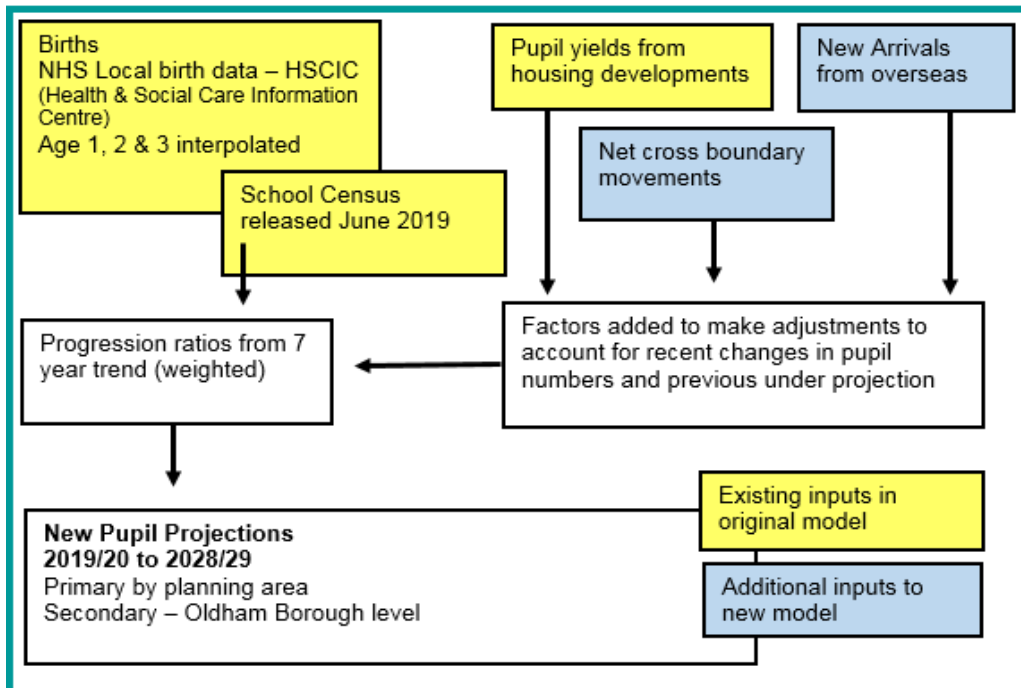 Births
NHS Local birth data – HSCIC
(Health & Social Care Information
Centre)
Age 1, 2 & 3 interpolated
School Census
released June 2019
Pupil yields from
housing developments
New Arrivals
from overseas
Net cross boundary
movements
Progression ratios from 7
year trend (weighted)
Factors added to make adjustments to
account for recent changes in pupil
numbers and previous under projection
New Pupil Projections
2019/20 to 2028/29
Primary by planning area
Secondary – Oldham Borough level
Existing inputs in
original model
Additional inputs to
new model